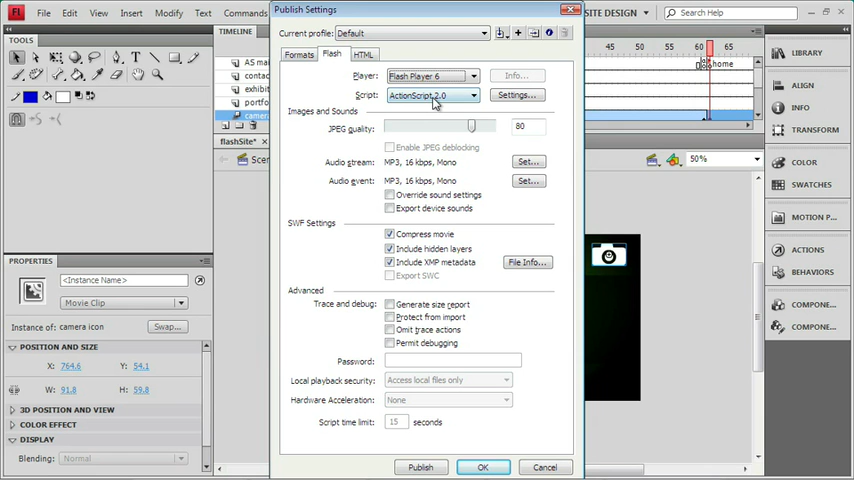 Fl
File
Edit
View
Insert
Modify
Text
Commands
Publish Settings
SITE DESIGN
Search Help
Current profile:
Default
TOOLS
TIMELINE
AS main
contac
exhibit
portfo
camera
Formats
Flash
HTML
Player:
Flash Player 6
Info...
Script:
ActionScript 2.0
Settings...
Images and Sounds
JPEG quality:
80
Enable JPEG deblocking
Audio stream:
MP3, 16 kbps, Mono
Set...
Audio event:
MP3, 16 kbps, Mono
Set...
Override sound settings
Export device sounds
SWF Settings
Compress movie
Include hidden layers
Include XMP metadata
File Info...
Export SWC
Advanced
Trace and debug:
Generate size report
Protect from import
Omit trace actions
Permit debugging
Password:
Local playback security:
Access local files only
Hardware Acceleration:
None
Script time limit:
15
seconds
Publish
OK
Cancel
45
50
55
60
65
home
flashSite*
Scen
50%
PROPERTIES
<Instance Name>
Movie Clip
Instance of:
camera icon
Swap...
POSITION AND SIZE
X:
764.6
Y:
54.1
W:
91.8
H:
59.8
3D POSITION AND VIEW
COLOR EFFECT
DISPLAY
Blending:
Normal
LIBRARY
ALIGN
INFO
TRANSFORM
COLOR
SWATCHES
MOTION P...
ACTIONS
BEHAVIORS
COMPONE...
COMPONE...